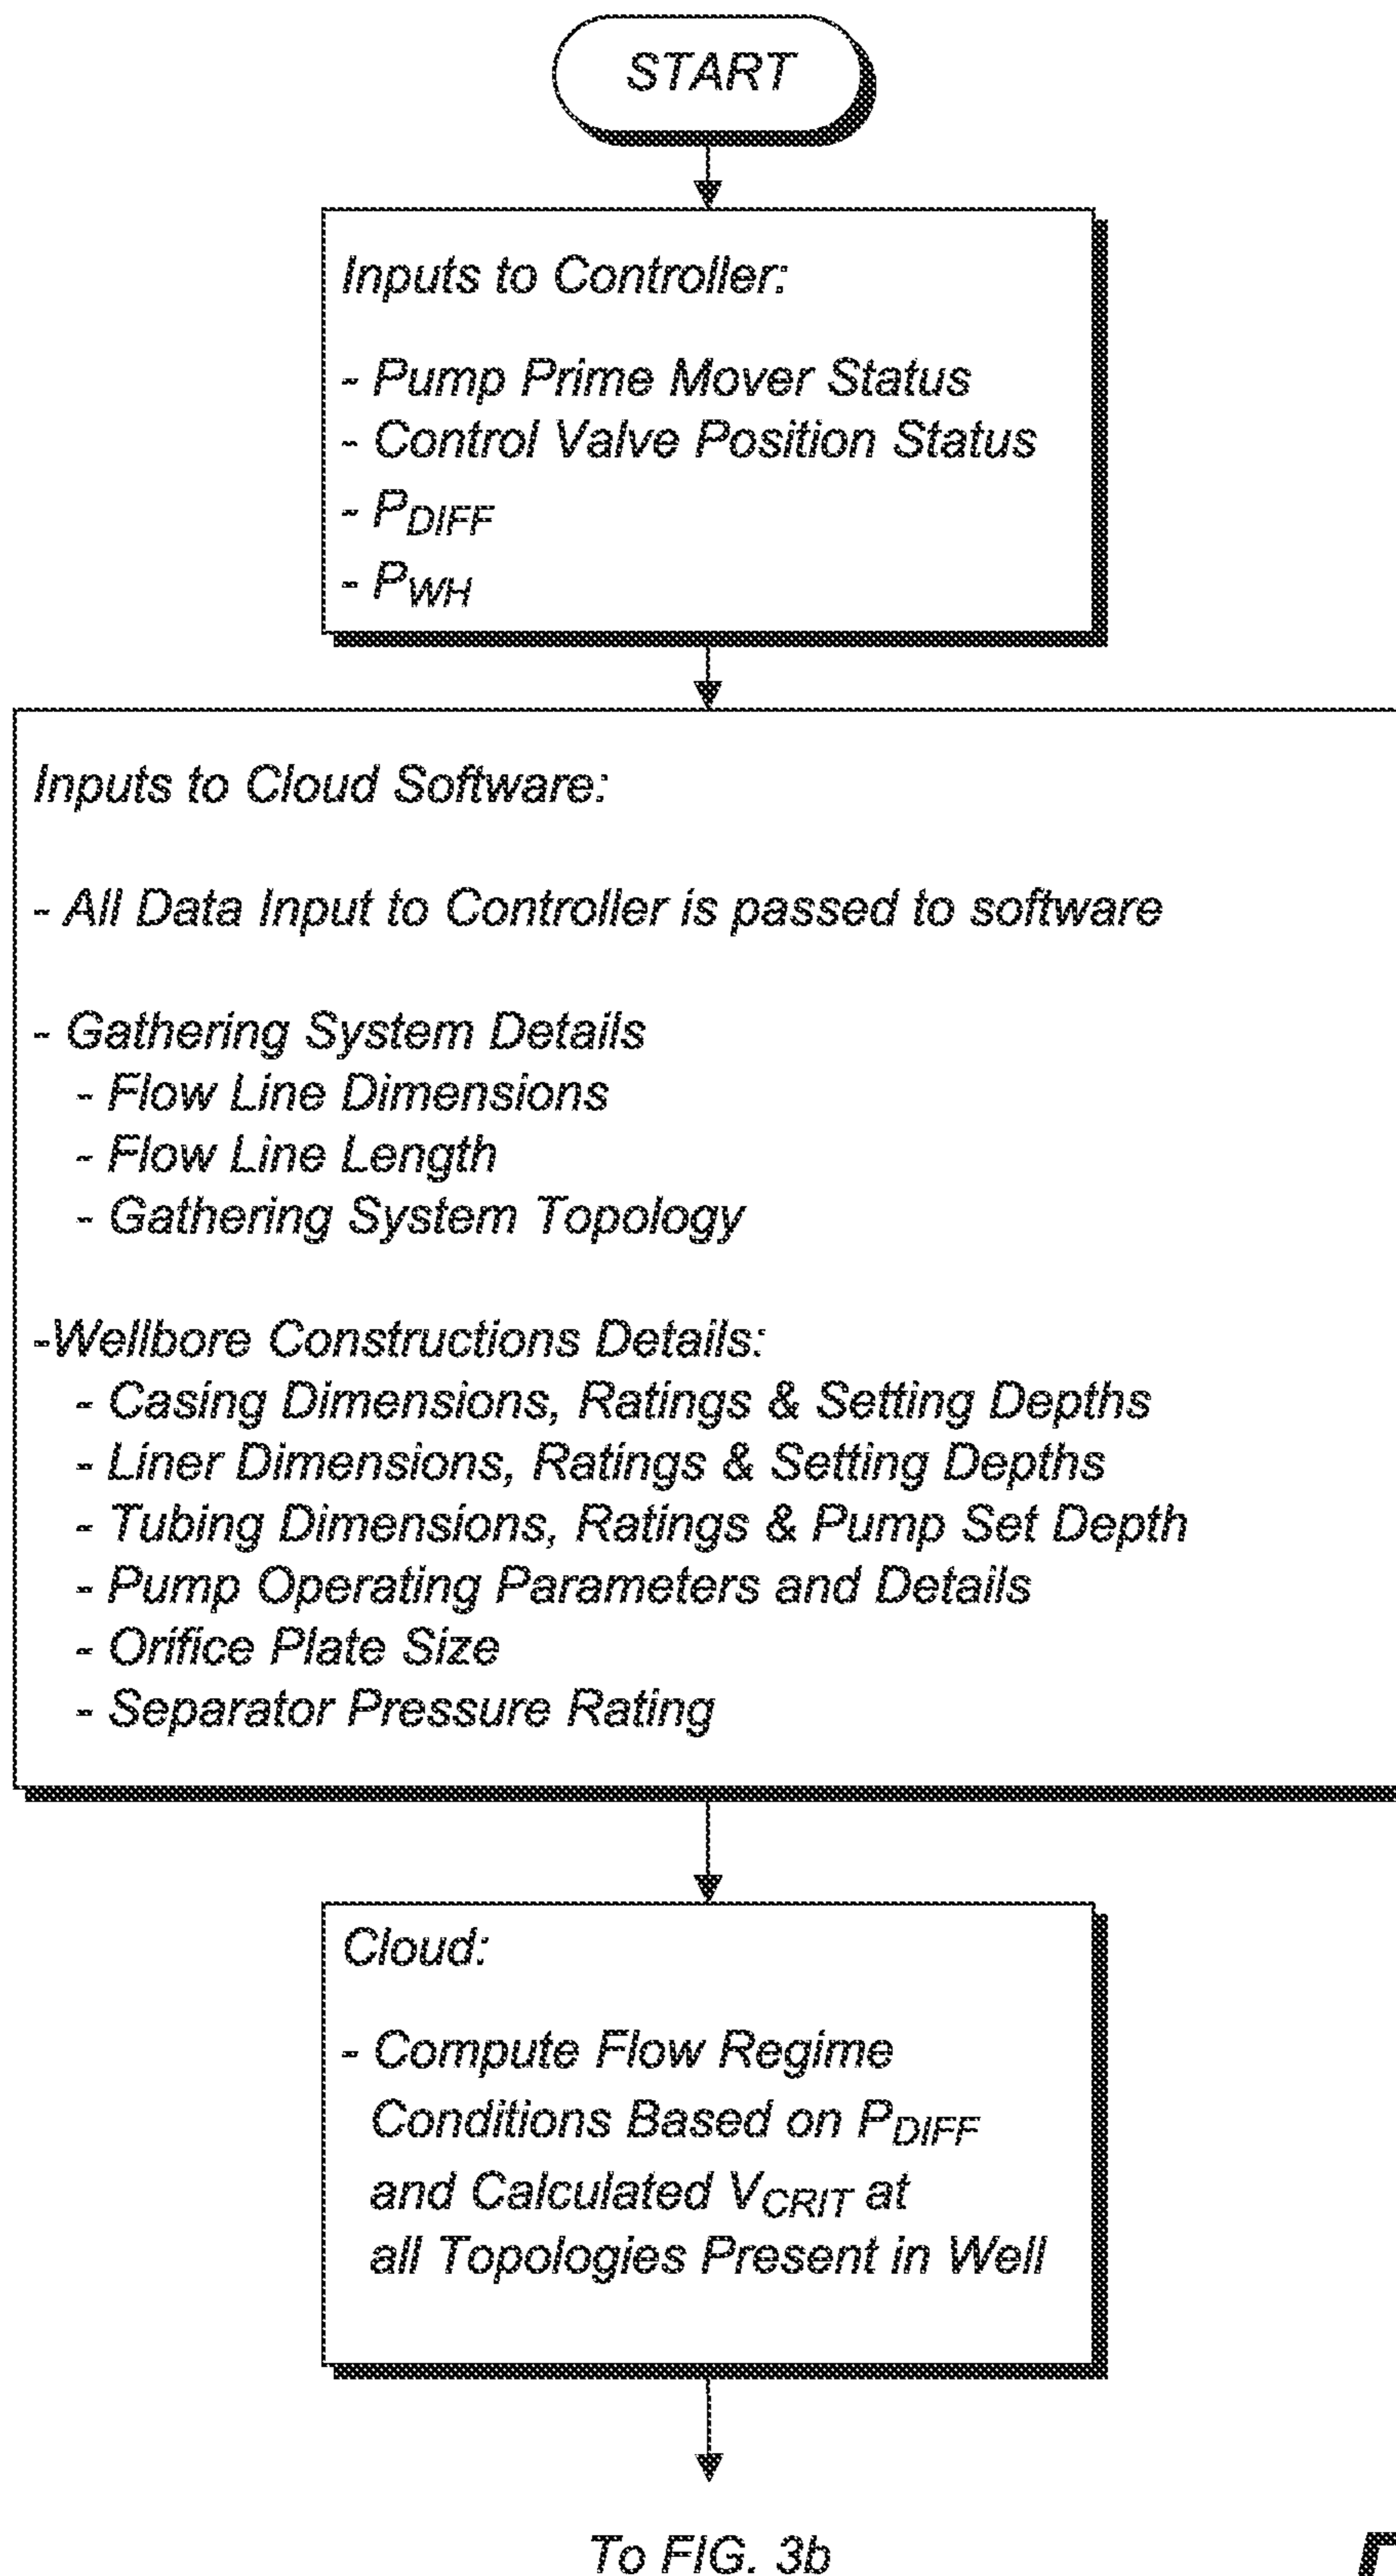 START
Inputs to Controller:
- Pump Prime Mover Status
- Control Valve Position Status
- PDIFF
- PWH
Inputs to Cloud Software:
- All Data Input to Controller is passed to software
- Gathering System Details
- Flow Line Dimensions
- Flow Line Length
- Gathering System Topology
-Wellbore Constructions Details:
- Casing Dimensions, Ratings & Setting Depths
- Liner Dimensions, Ratings & Setting Depths
- Tubing Dimensions, Ratings & Pump Set Depth
- Pump Operating Parameters and Details
- Orifice Plate Size
- Separator Pressure Rating
Cloud:
- Compute Flow Regime
Conditions Based on PDIFF
and Calculated VCRIT at
all Topologies Present in Well
To FIG. 3b